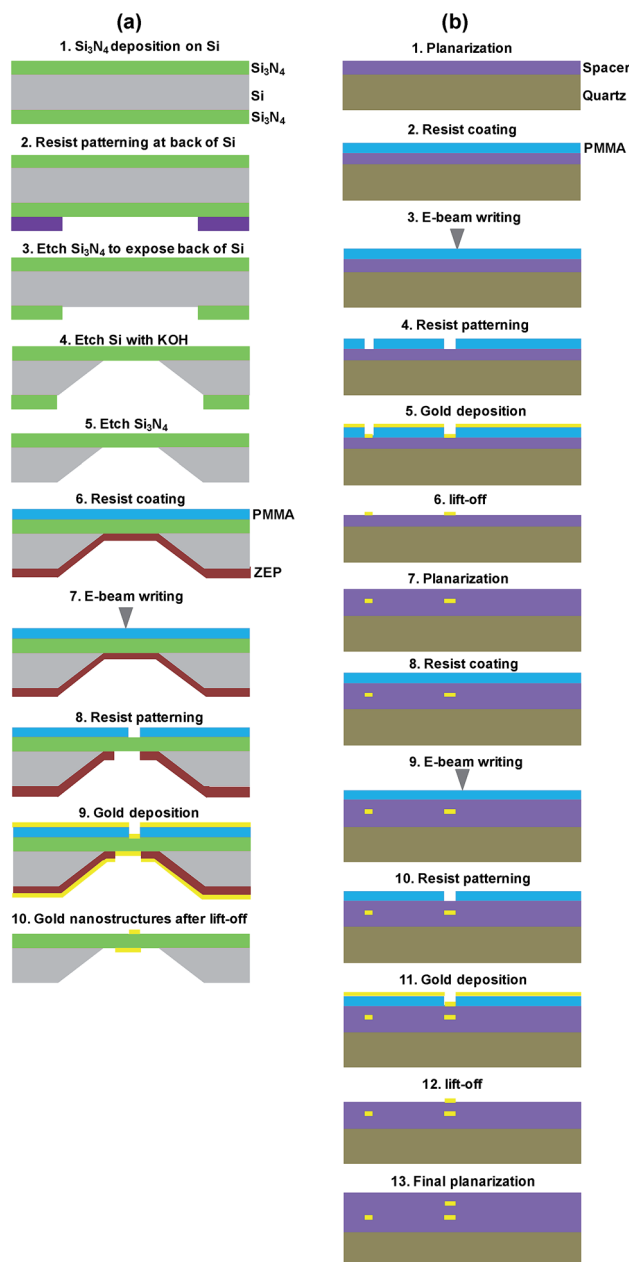 (a)
1. Si₃N₄ deposition on Si
Si₃N₄
Si
Si₃N₄
2. Resist patterning at back of Si
3. Etch Si₃N₄ to expose back of Si
4. Etch Si with KOH
5. Etch Si₃N₄
6. Resist coating
PMMA
ZEP
7. E-beam writing
8. Resist patterning
9. Gold deposition
10. Gold nanostructures after lift-off
(b)
1. Planarization
Spacer
Quartz
2. Resist coating
PMMA
3. E-beam writing
4. Resist patterning
5. Gold deposition
6. lift-off
7. Planarization
8. Resist coating
9. E-beam writing
10. Resist patterning
11. Gold deposition
12. lift-off
13. Final planarization